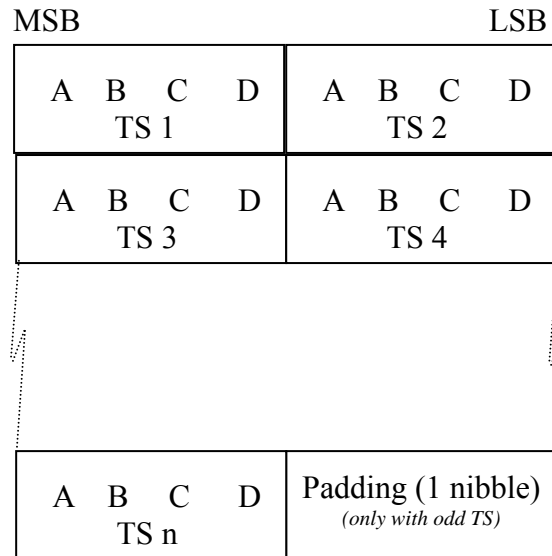 MSB LSB
A B C D A B C D
TS 1 TS 2
A B C D A B C D
TS 3 TS 4
A B C D Padding (1 nibble)
TS n (only with odd TS)